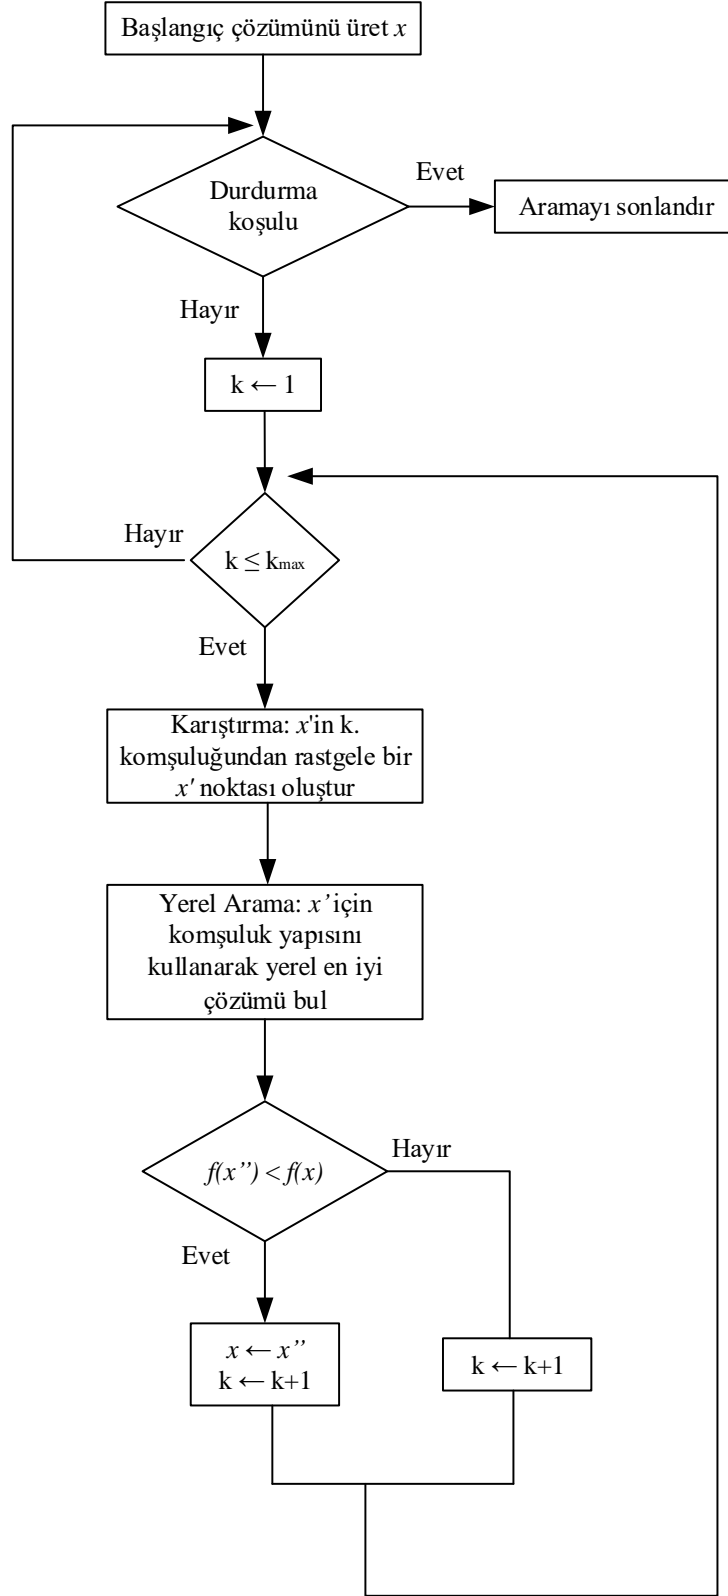 Başlangıç çözümünü üret x
Durdurma
koşulu
Evet
Aramayı sonlandır
Hayır
k ← 1
Hayır
k ≤ kmax
Evet
Karıştırma: x'in k.
komşuluğundan rastgele bir
x' noktası oluştur
Yerel Arama: x’ için
komşuluk yapısını
kullanarak yerel en iyi
çözümü bul
Hayır
f(x’’) < f(x)
Evet
x ← x’’
k ← k+1
k ← k+1